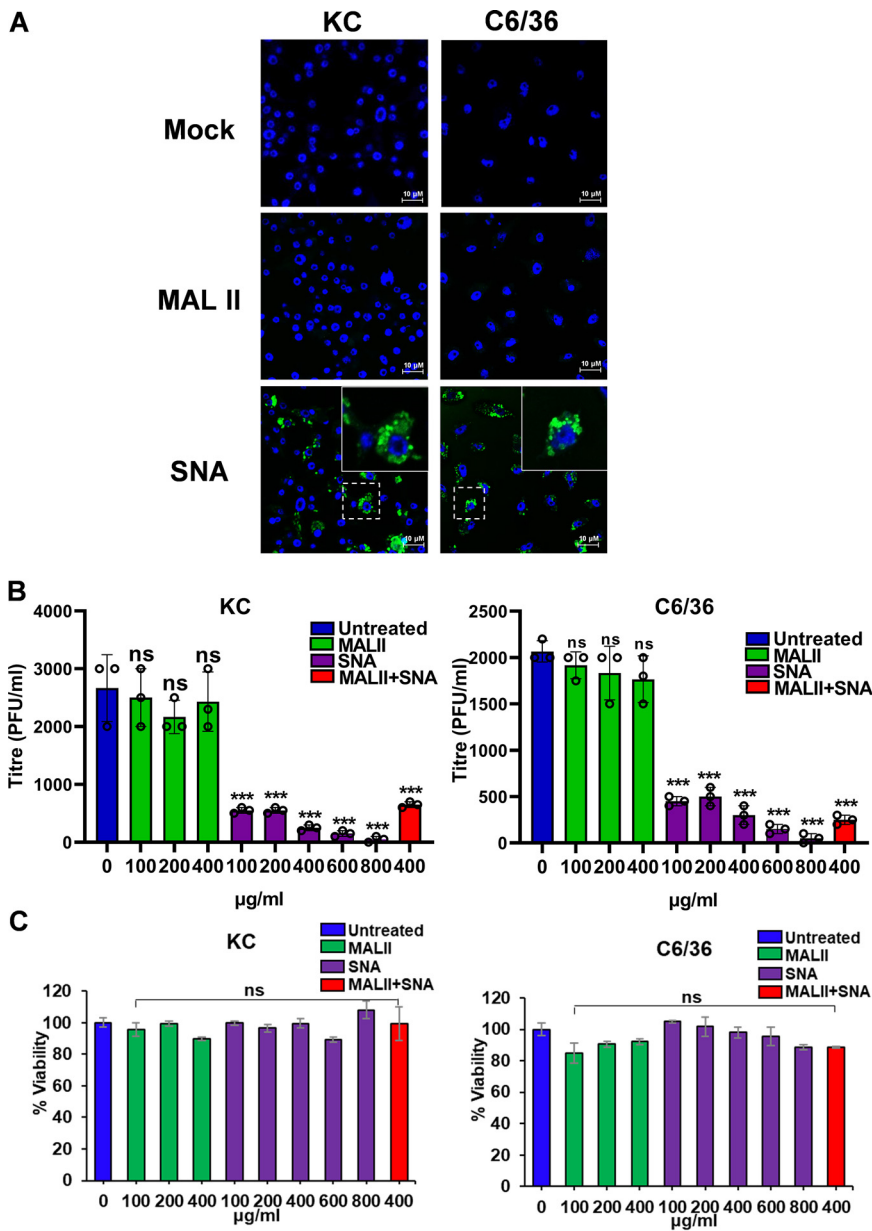 A
KC C6/36
Mock
10 µM 10 µM
MAL II
10 µM 10 µM
SNA
10 µM 10 µM
B
KC
Titre (PFU/ml)
4000
3000
2000
1000
0
Untreated
MALII
SNA
MALII+SNA
ns ns ns *** *** *** *** *** ***
0 100 200 400 100 200 400 600 800 400
µg/ml
C6/36
Titre (PFU/ml)
2500
2000
1500
1000
500
0
Untreated
MALII
SNA
MALII+SNA
ns ns ns *** *** *** *** *** ***
0 100 200 400 100 200 400 600 800 400
µg/ml
C
KC
Untreated
MALII
SNA
MALII+SNA
ns
% Viability
120
100
80
60
40
20
0
0 100 200 400 100 200 400 600 800 400
µg/ml
C6/36
Untreated
MALII
SNA
MALII+SNA
ns
% Viability
120
100
80
60
40
20
0
0 100 200 400 100 200 400 600 800 400
µg/ml